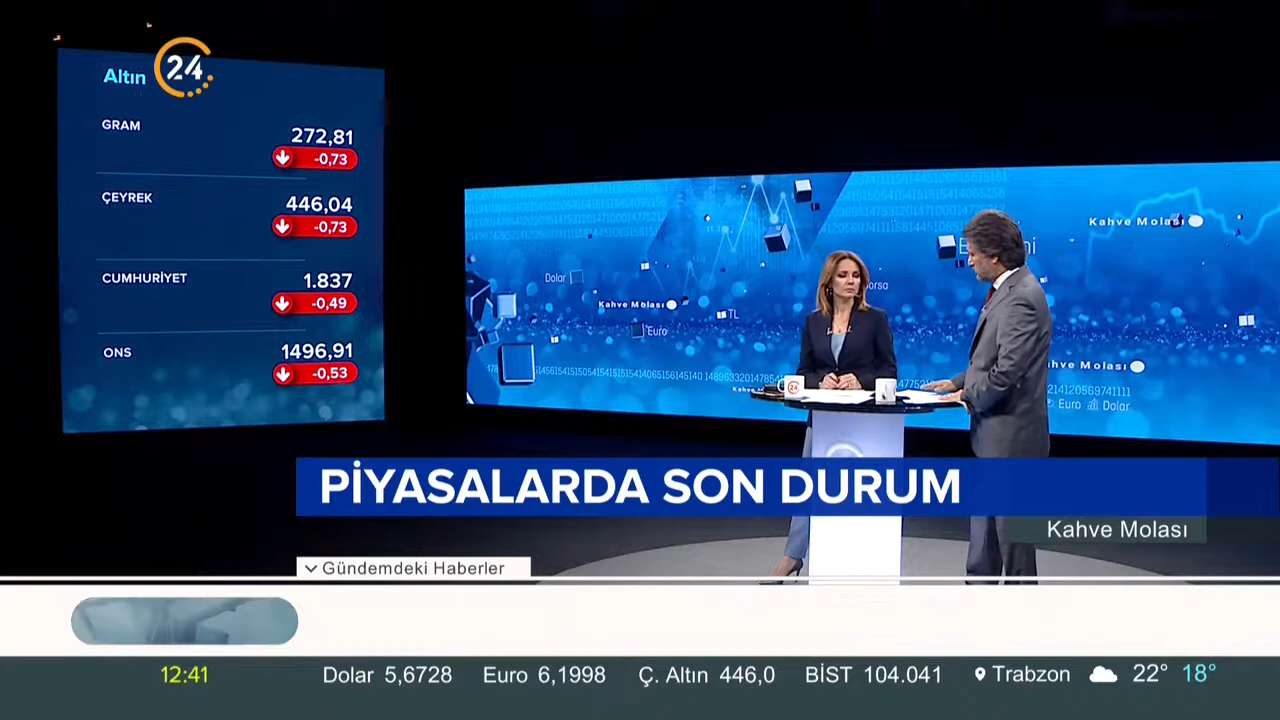 Altın
24
GRAM
272,81
-0,73
ÇEYREK
446,04
-0,73
CUMHURİYET
1.837
-0,49
ONS
1496,91
-0,53
Kahve Molası
Dolar
Kahve Molası
TL
Euro
Euro
Dolar
24
PİYASALARDA SON DURUM
Kahve Molası
Gündemdeki Haberler
12:41 Dolar 5,6728 Euro 6,1998 Ç. Altın 446,0 BİST 104.041 Trabzon 22° 18°